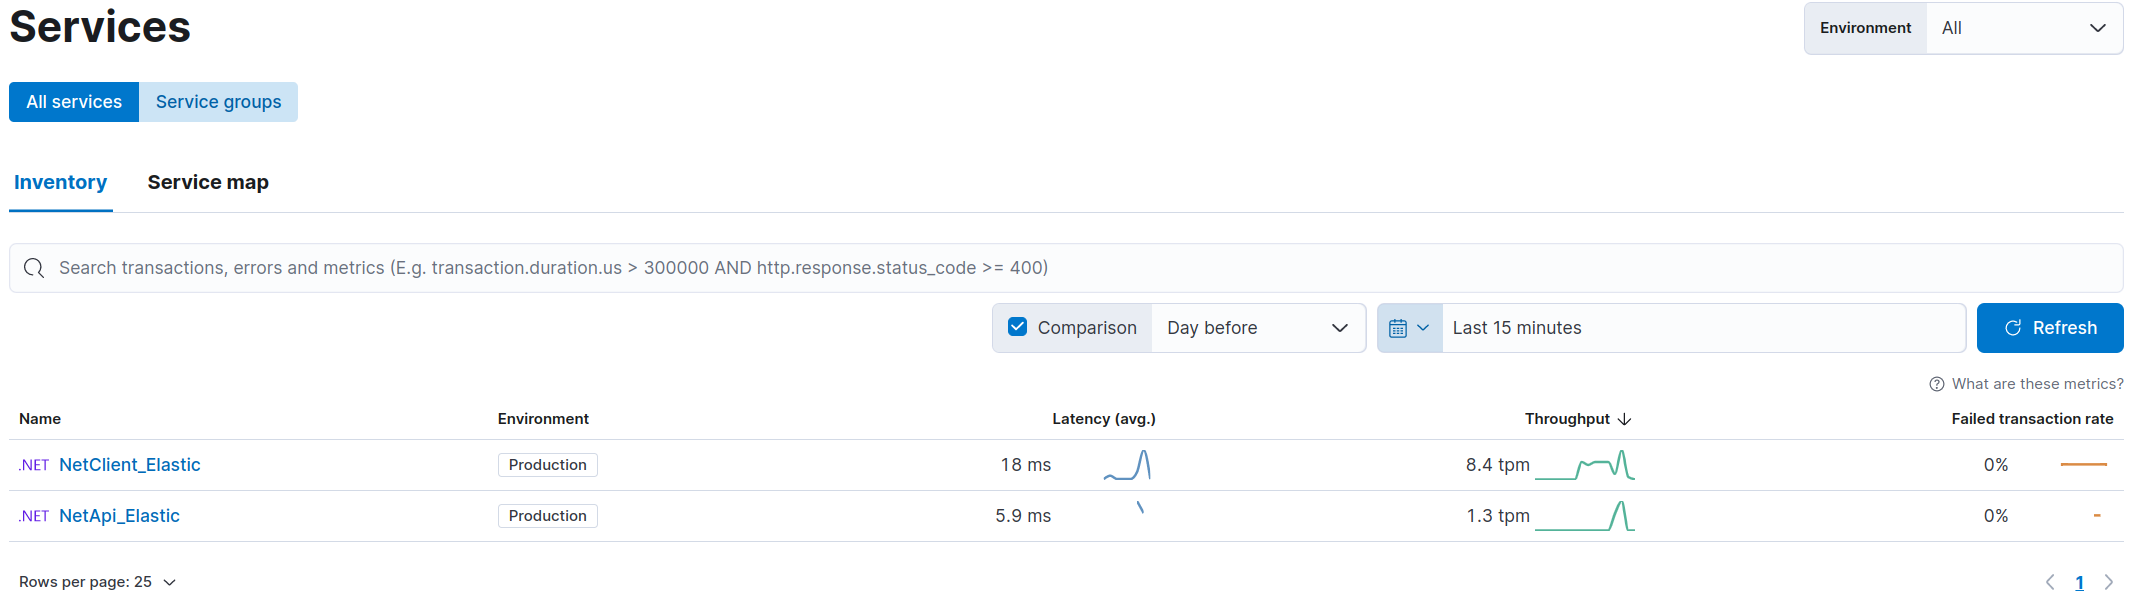 Services
Environment All
All services Service groups
Inventory Service map
Search transactions, errors and metrics (E.g. transaction.duration.us > 300000 AND http.response.status_code >= 400)
Comparison Day before Last 15 minutes Refresh
What are these metrics?
Name Environment Latency (avg.) Throughput Failed transaction rate
.NET NetClient_Elastic Production 18 ms 8.4 tpm 0%
.NET NetApi_Elastic Production 5.9 ms 1.3 tpm 0%
Rows per page: 25 1